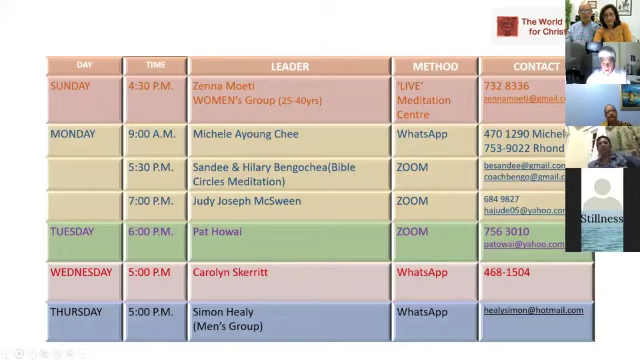 The World
for Christ
DAY TIME LEADER METHOD CONTACT
SUNDAY 4:30 P.M. Zenna Moeti 'LIVE' 732 8336
WOMEN's Group (25-40yrs) Meditation zennamoeti@gmail.co
Centre
MONDAY 9:00 A.M. Michele Ayoung Chee WhatsApp 470 1290 Michel
753-9022 Rhond
5:30 P.M. Sandee & Hilary Bengochea(Bible ZOOM besandee@gmail.com
Circles Meditation) coachbengo@gmail.co
7:00 P.M. Judy Joseph McSween ZOOM 684 9827
hajude05@yahoo.com
TUESDAY 6:00 P.M. Pat Howai ZOOM 756 3010
patowai@yahoo.com
WEDNESDAY 5:00 P.M Carolyn Skerritt WhatsApp 468-1504
THURSDAY 5:00 P.M. Simon Healy WhatsApp healysimon@hotmail.com
(Men's Group)
Stillness